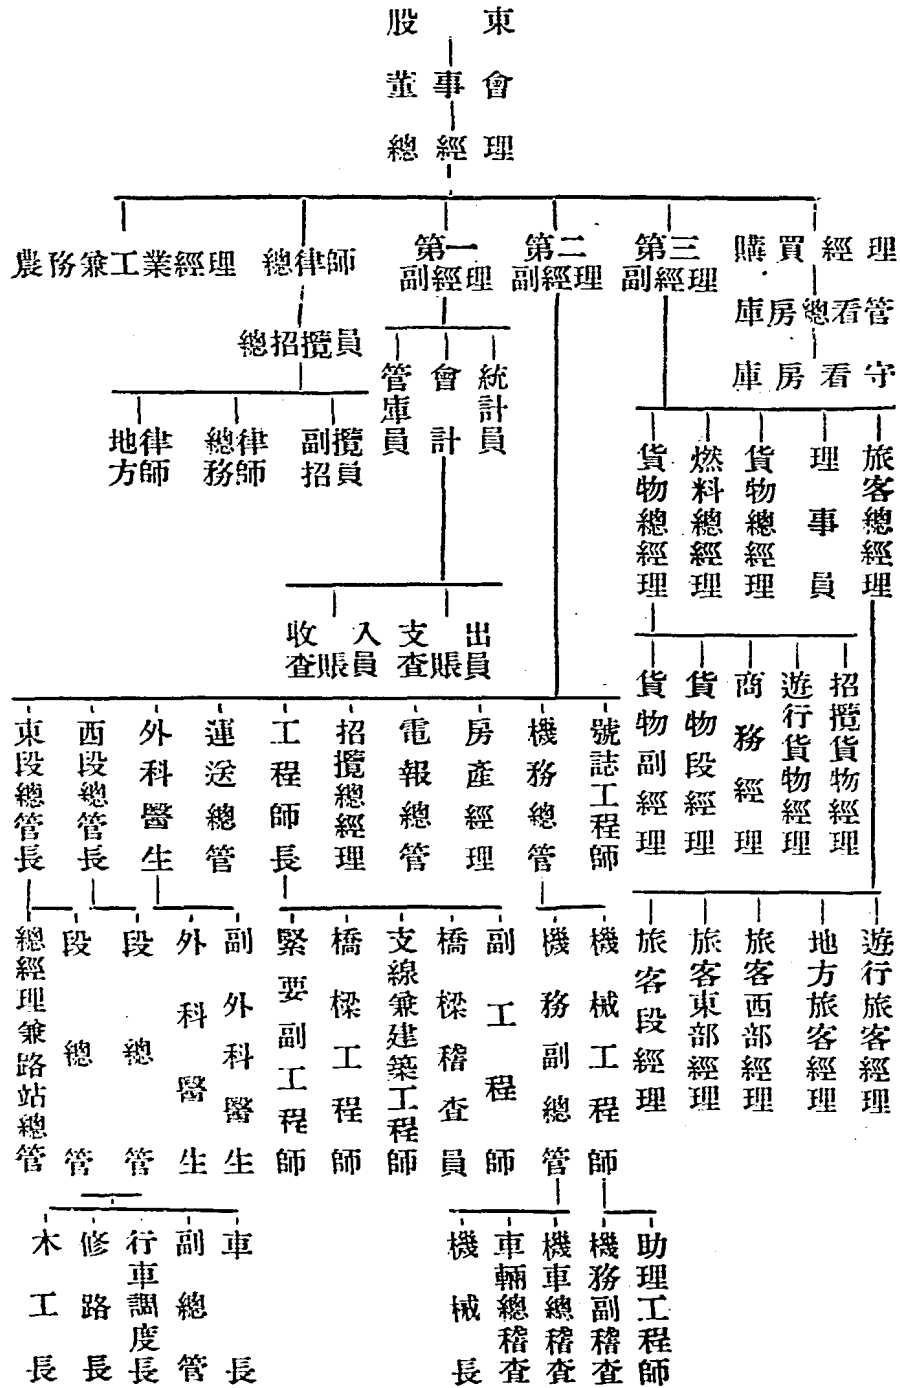 股東
董事會
總經理
農務兼工業經理
總律師
第一副經理
第二副經理
第三副經理
購買經理
總招攬員
庫房總看管
庫房看守
管庫員
會計
統計員
地方律師
總務律師
副招攬員
貨物總經理
燃料總經理
貨物總經理
理事員
旅客總經理
收入查賬員
支出查賬員
貨物副經理
貨物段經理
商務經理
遊行貨物經理
招攬貨物經理
東段總管長
西段總管長
外科醫生
運送總管
工程師長
招攬總經理
電報總管
房產經理
機務總管
號誌工程師
總經理兼路站總管
段總管
段總管
外科醫生
副外科醫生
緊要副工程師
橋樑工程師
支線兼建築工程師
橋樑稽查員
副工程師
機務副總管
機械工程師
旅客段經理
旅客東部經理
旅客西部經理
地方旅客經理
遊行旅客經理
木工長
修路長
行車調度長
副總管
車長
機械長
車輛總稽查
機車總稽查
機務副稽查
助理工程師